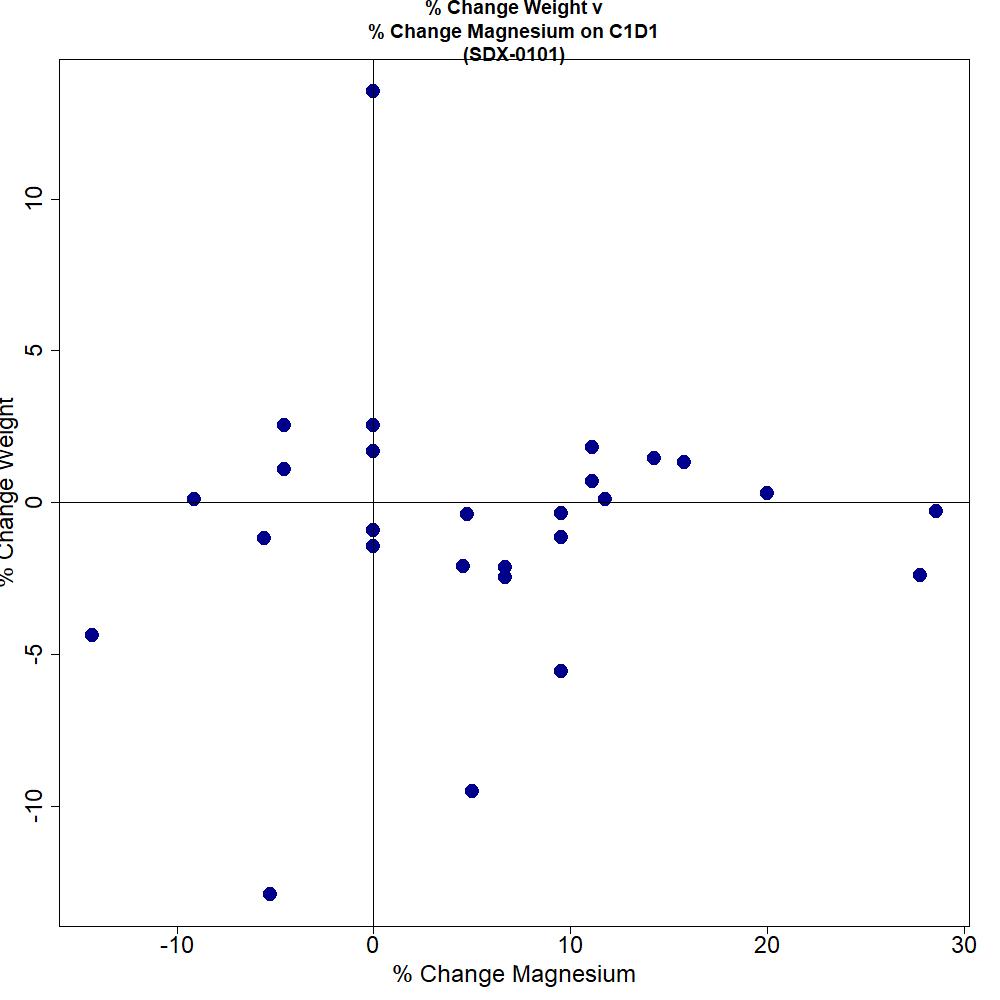 % Change Weight v
% Change Magnesium on C1D1
(SDX-0101)
10
5
0
-5
-10
% Change Weight
-10
0
10
20
30
% Change Magnesium